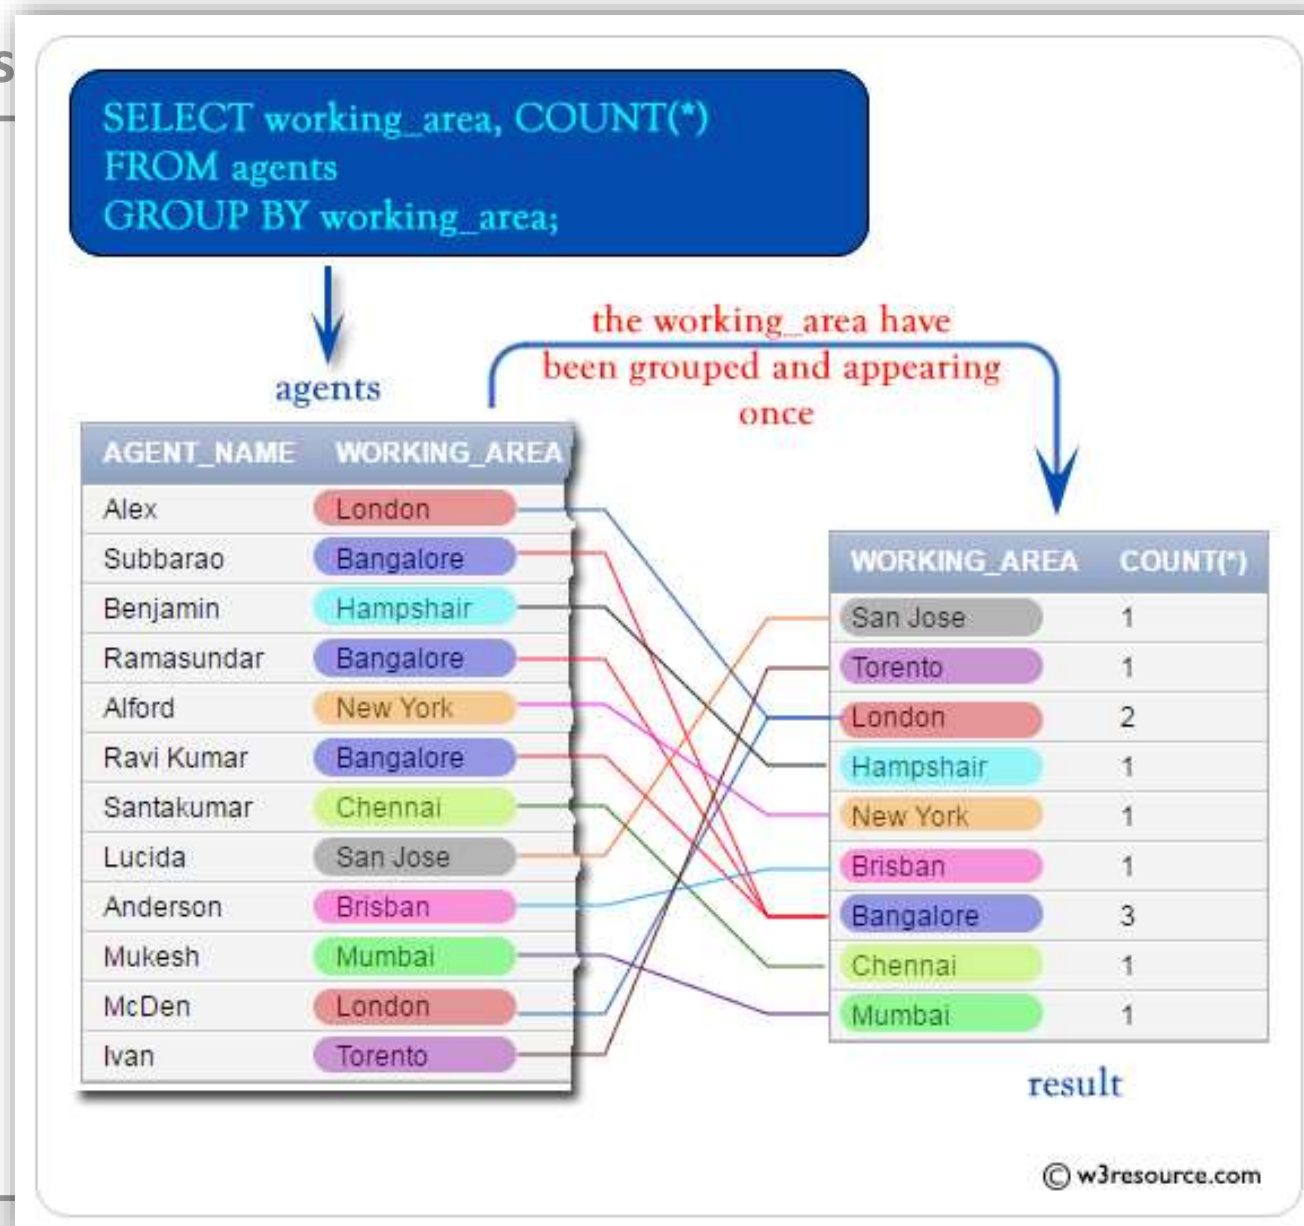 s
SELECT working_area, COUNT(*)
FROM agents
GROUP BY working_area;
the working_area have
been grouped and appearing
once
agents
AGENT_NAME WORKING_AREA
Alex London
Subbarao Bangalore
Benjamin Hampshair
Ramasundar Bangalore
Alford New York
Ravi Kumar Bangalore
Santakumar Chennai
Lucida San Jose
Anderson Brisban
Mukesh Mumbai
McDen London
Ivan Torento
WORKING_AREA COUNT(*)
San Jose 1
Torento 1
London 2
Hampshair 1
New York 1
Brisban 1
Bangalore 3
Chennai 1
Mumbai 1
result
© w3resource.com